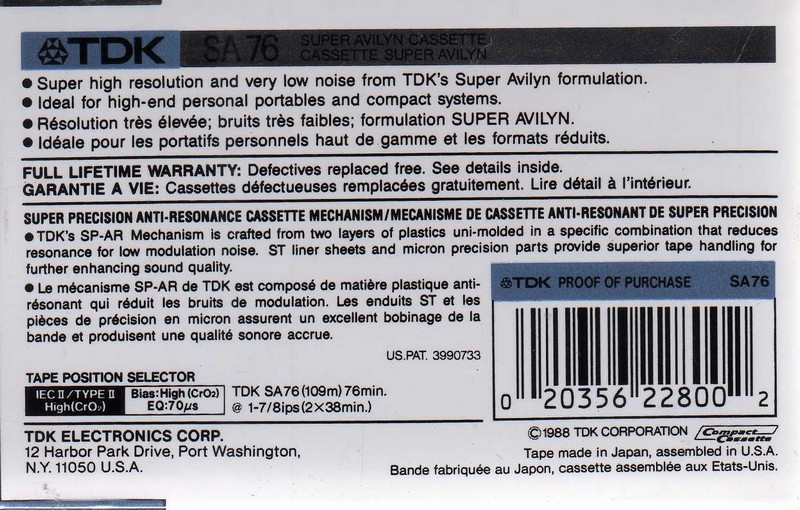 TDK SA 76 SUPER AVILYN CASSETTE
CASSETTE SUPER AVILYN
● Super high resolution and very low noise from TDK's Super Avilyn formulation.
● Ideal for high-end personal portables and compact systems.
● Résolution très élevée; bruits très faibles; formulation SUPER AVILYN.
● Idéale pour les portatifs personnels haut de gamme et les formats réduits.
FULL LIFETIME WARRANTY: Defectives replaced free. See details inside.
GARANTIE A VIE: Cassettes défectueuses remplacées gratuitement. Lire détail à l'intérieur.
SUPER PRECISION ANTI-RESONANCE CASSETTE MECHANISM/MECANISME DE CASSETTE ANTI-RESONANT DE SUPER PRECISION
● TDK's SP-AR Mechanism is crafted from two layers of plastics uni-molded in a specific combination that reduces
resonance for low modulation noise. ST liner sheets and micron precision parts provide superior tape handling for
further enhancing sound quality.
● Le mécanisme SP-AR de TDK est composé de matière plastique anti-
résonant qui réduit les bruits de modulation. Les enduits ST et les
pièces de précision en micron assurent un excellent bobinage de la
bande et produisent une qualité sonore accrue.
US.PAT. 3990733
TDK PROOF OF PURCHASE SA76
0 20356 22800 2
TAPE POSITION SELECTOR
IEC II/TYPE II
High(CrO₂)
Bias:High (CrO₂)
EQ:70μs
TDK SA76 (109m) 76min.
@ 1-7/8ips (2×38min.)
TDK ELECTRONICS CORP.
12 Harbor Park Drive, Port Washington,
N.Y. 11050 U.S.A.
©1988 TDK CORPORATION Compact Cassette
Tape made in Japan, assembled in U.S.A.
Bande fabriquée au Japon, cassette assemblée aux Etats-Unis.